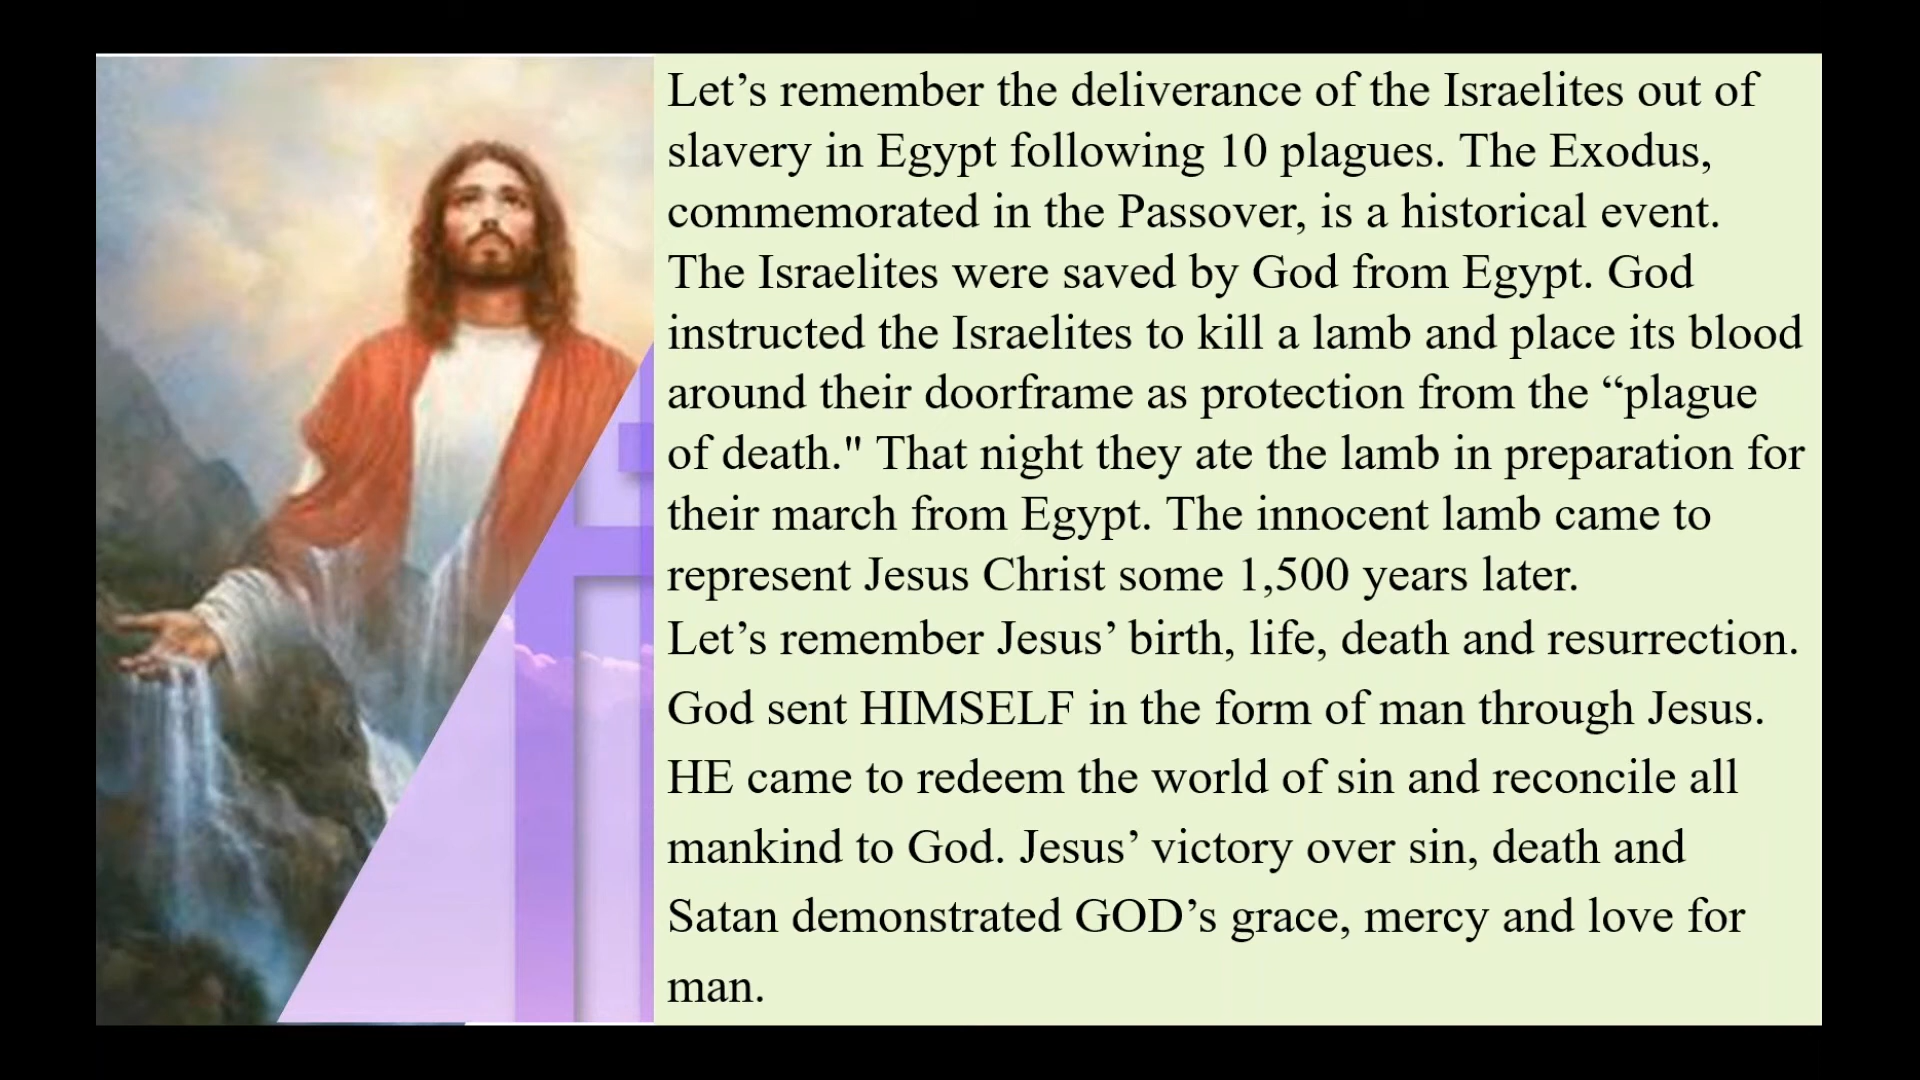 Let’s remember the deliverance of the Israelites out of
slavery in Egypt following 10 plagues. The Exodus,
commemorated in the Passover, is a historical event.
The Israelites were saved by God from Egypt. God
instructed the Israelites to kill a lamb and place its blood
around their doorframe as protection from the “plague
of death." That night they ate the lamb in preparation for
their march from Egypt. The innocent lamb came to
represent Jesus Christ some 1,500 years later.
Let’s remember Jesus’ birth, life, death and resurrection.
God sent HIMSELF in the form of man through Jesus.
HE came to redeem the world of sin and reconcile all
mankind to God. Jesus’ victory over sin, death and
Satan demonstrated GOD’s grace, mercy and love for
man.